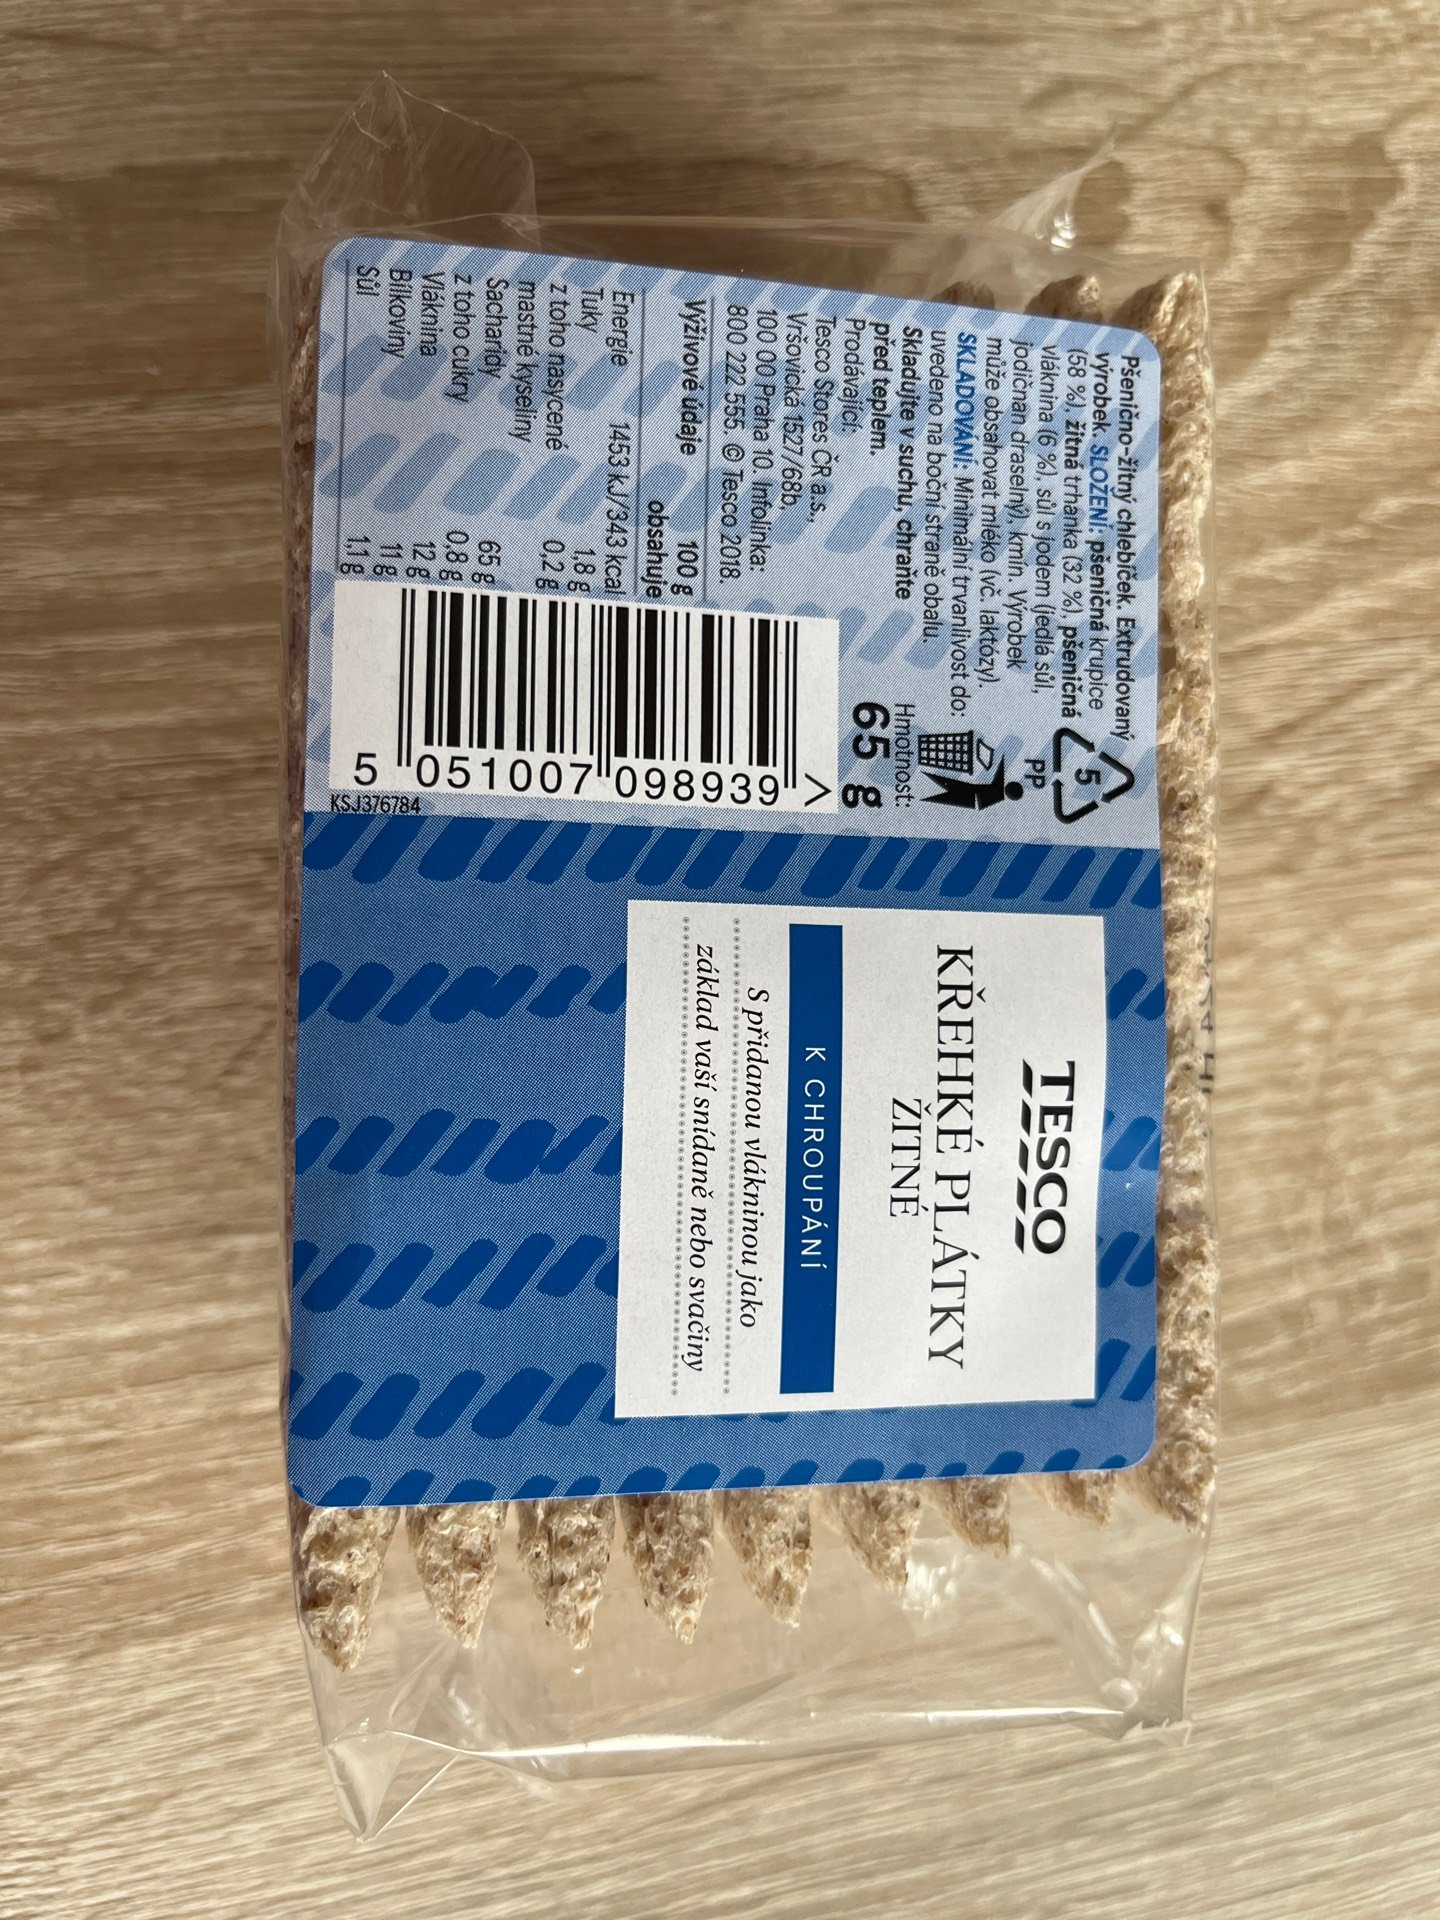 Pšenično-žitný chlebíček. Extrudovaný
výrobek. SLOŽENÍ: pšeničná krupice
(58 %), žitná trhanka (32 %), pšeničná
vláknina (6 %), sůl s jodem (jedlá sůl,
jodičnan draselný), kmín. Výrobek
může obsahovat mléko (vč. laktózy).
SKLADOVÁNÍ: Minimální trvanlivost do:
uvedeno na boční straně obalu.
Skladujte v suchu, chraňte
před teplem.
Prodávající:
Tesco Stores ČR a.s.,
Vršovická 1527/68b,
100 00 Praha 10. Infolinka:
800 222 555. © Tesco 2018.
5
PP
Hmotnost:
65 g
Výživové údaje 100 g
obsahuje
Energie 1453 kJ/343 kcal
Tuky 1,8 g
z toho nasycené
mastné kyseliny 0,2 g
Sacharidy 65 g
z toho cukry 0,8 g
Vláknina 12 g
Bílkoviny 11 g
Sůl 1,1 g
5 051007 098939 >
KSJ376784
TESCO
KŘEHKÉ PLÁTKY
ŽITNÉ
K CHROUPÁNÍ
S přidanou vlákninou jako
základ vaší snídaně nebo svačiny